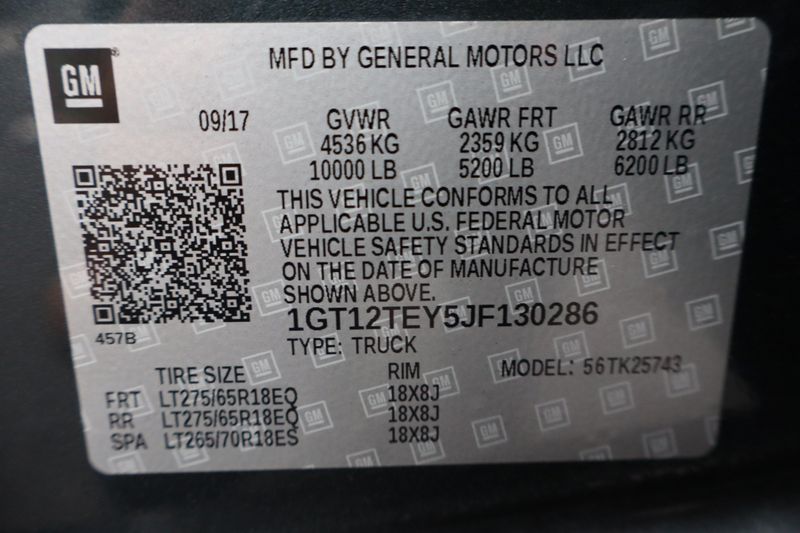 GM
MFD BY GENERAL MOTORS LLC
09/17 GVWR GAWR FRT GAWR RR
4536 KG 2359 KG 2812 KG
10000 LB 5200 LB 6200 LB
THIS VEHICLE CONFORMS TO ALL
APPLICABLE U.S. FEDERAL MOTOR
VEHICLE SAFETY STANDARDS IN EFFECT
ON THE DATE OF MANUFACTURE
SHOWN ABOVE.
457B
1GT12TEY5JF130286
TYPE: TRUCK
MODEL: 56TK25743
TIRE SIZE RIM
FRT LT275/65R18EQ 18X8J
RR LT275/65R18EQ 18X8J
SPA LT265/70R18ES 18X8J